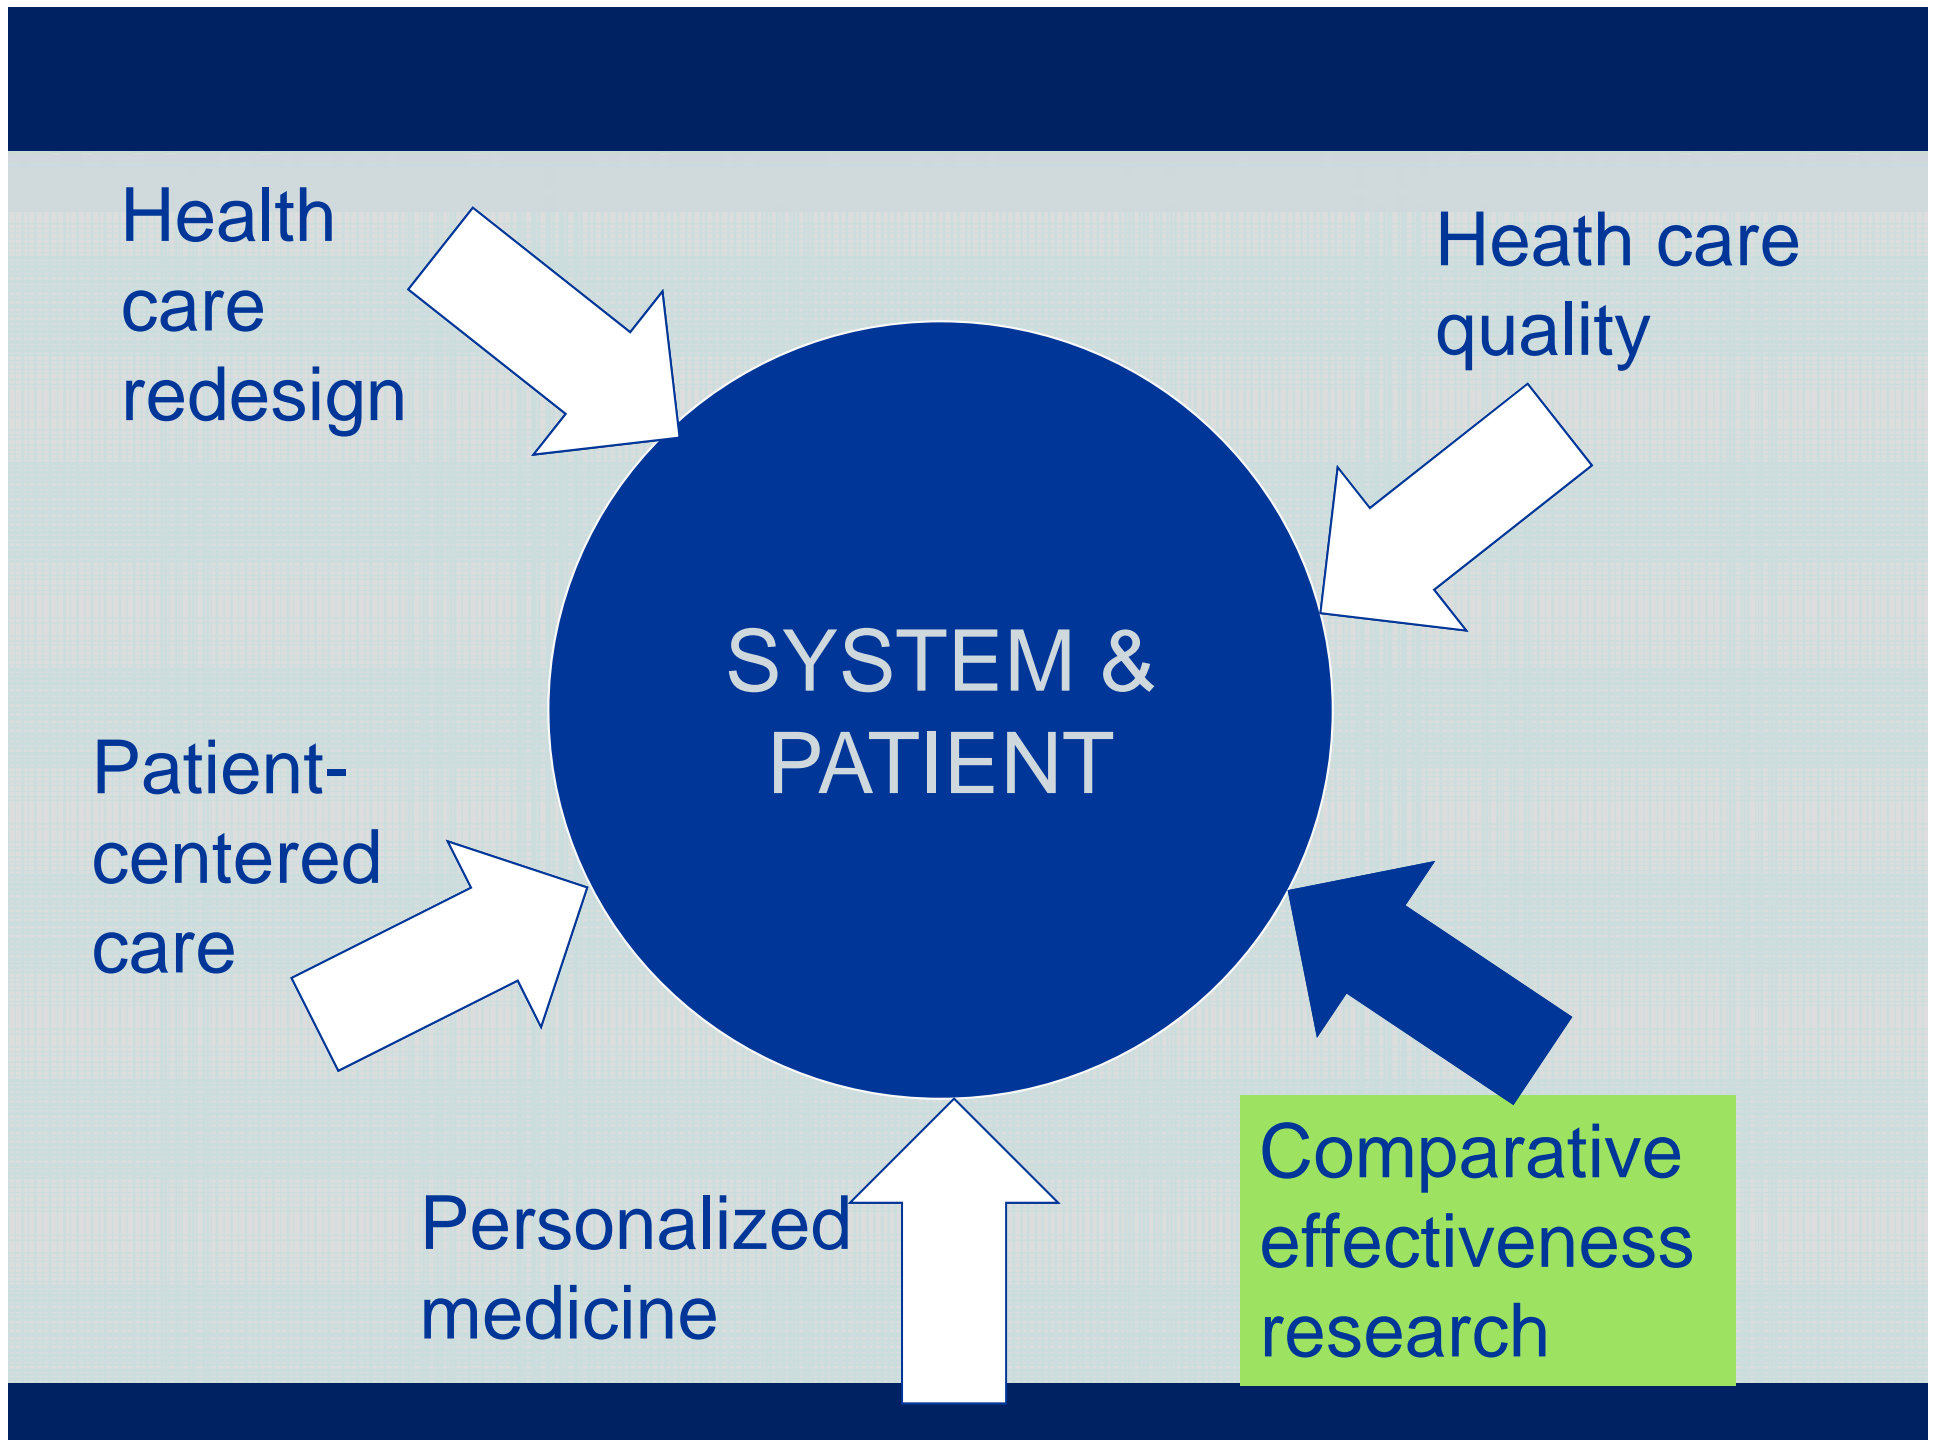 Health
care
redesign
Heath care
quality
SYSTEM &
PATIENT
Patient-
centered
care
Personalized
medicine
Comparative
effectiveness
research